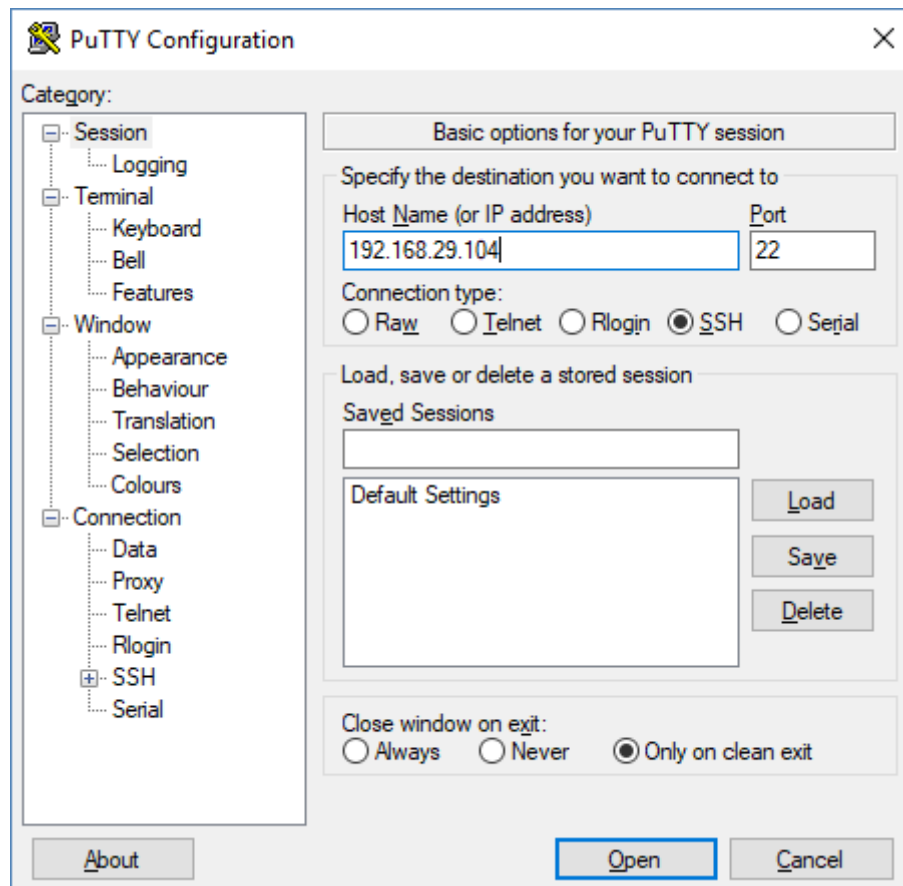 PuTTY Configuration
Category:
Session
Logging
Terminal
Keyboard
Bell
Features
Window
Appearance
Behaviour
Translation
Selection
Colours
Connection
Data
Proxy
Telnet
Rlogin
SSH
Serial
Basic options for your PuTTY session
Specify the destination you want to connect to
Host Name (or IP address) Port
192.168.29.104 22
Connection type:
Raw Telnet Rlogin SSH Serial
Load, save or delete a stored session
Saved Sessions
Default Settings
Load
Save
Delete
Close window on exit:
Always Never Only on clean exit
About Open Cancel